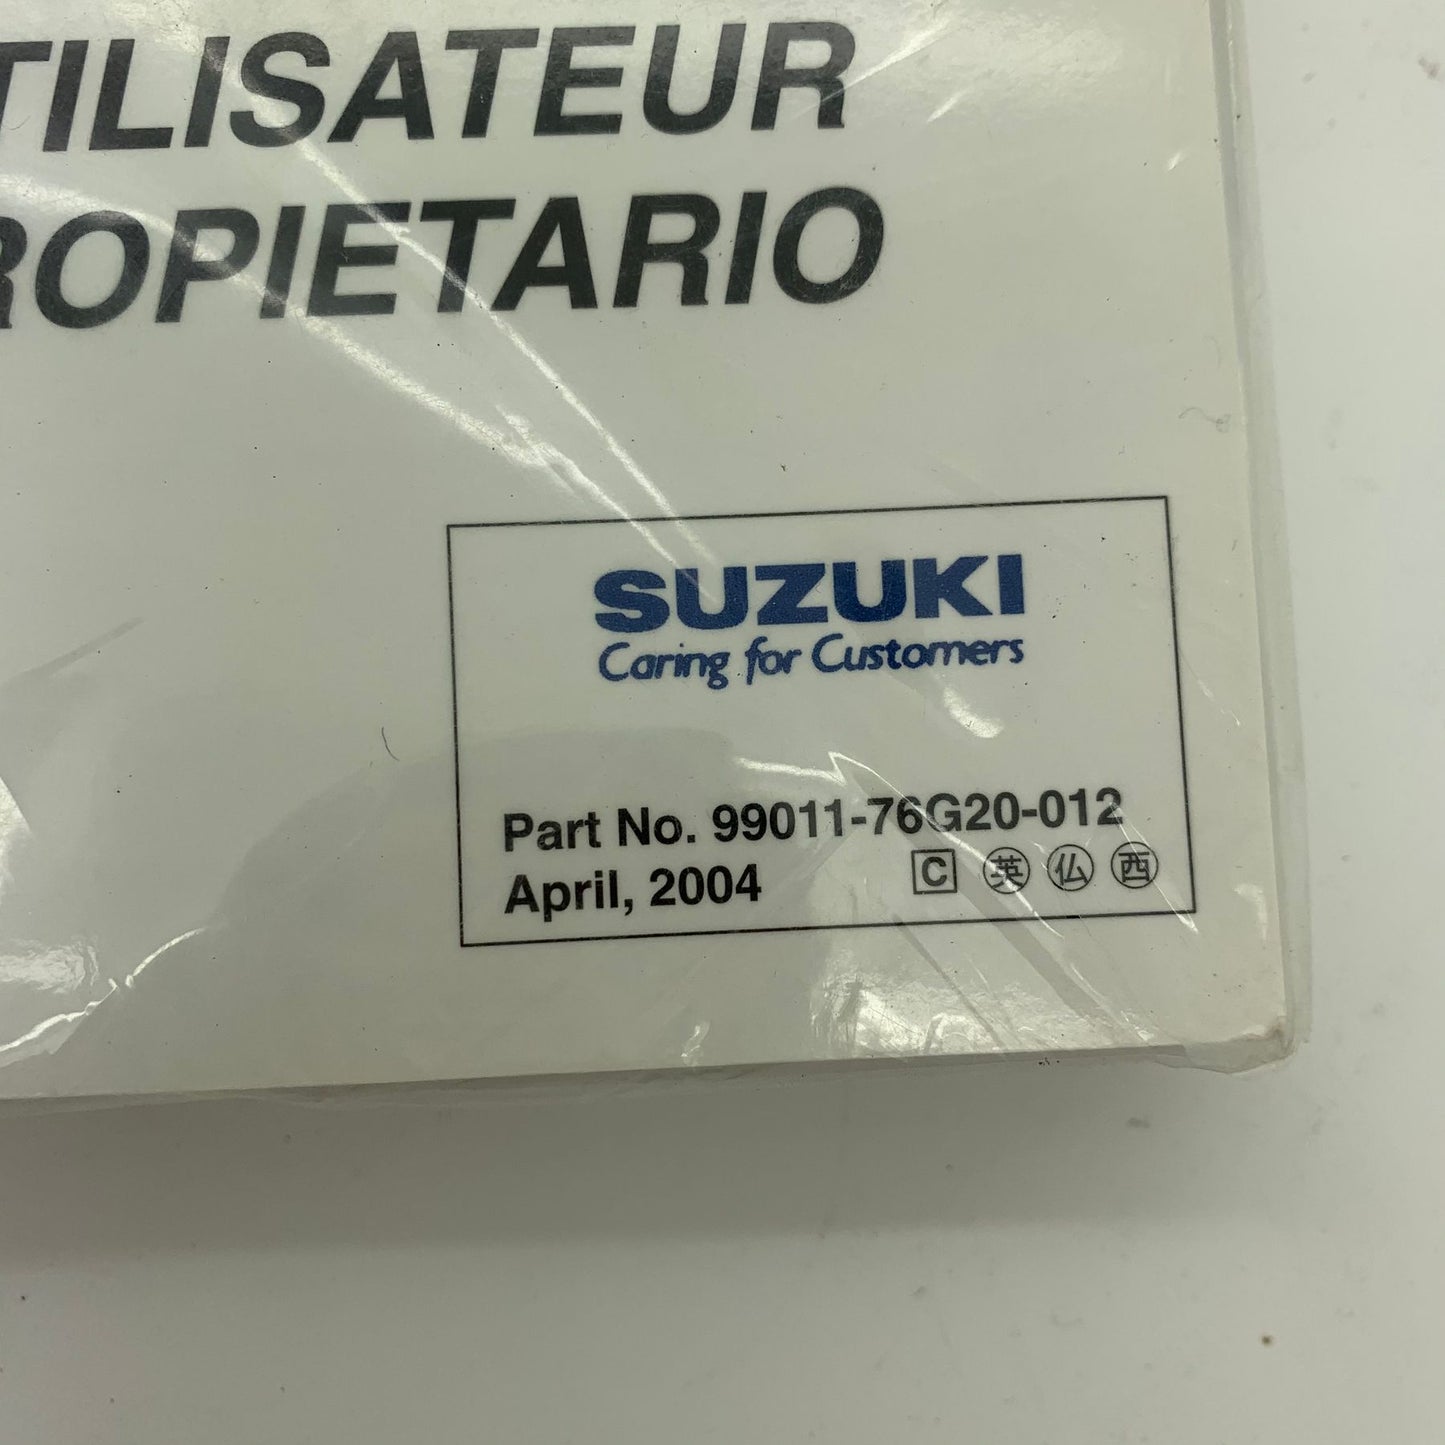 TILISATEUR
ROPIETARIO
SUZUKI
Caring for Customers
Part No. 99011-76G20-012
April, 2004 C 英 仏 西